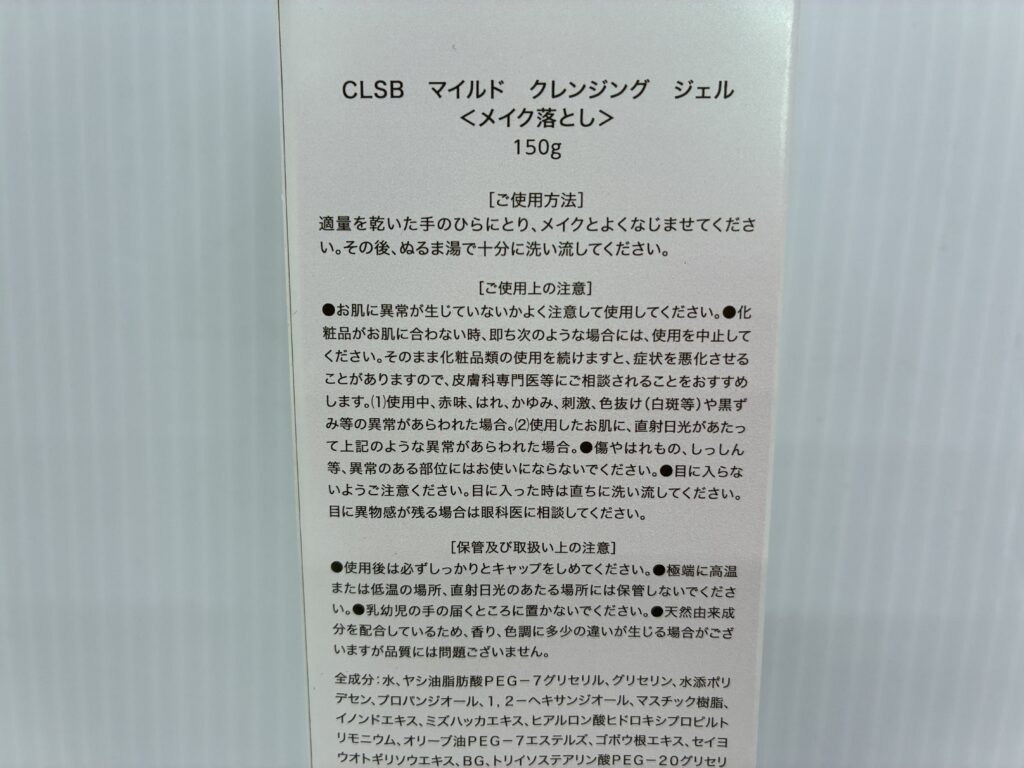 CLSB マイルド クレンジング ジェル
<メイク落とし>
150g
[ご使用方法]
適量を乾いた手のひらにとり、メイクとよくなじませてくださ
い。その後、ぬるま湯で十分に洗い流してください。
[ご使用上の注意]
●お肌に異常が生じていないかよく注意して使用してください。●化
粧品がお肌に合わない時、即ち次のような場合には、使用を中止して
ください。そのまま化粧品類の使用を続けますと、症状を悪化させる
ことがありますので、皮膚科専門医等にご相談されることをおすすめ
します。(1)使用中、赤味、はれ、かゆみ、刺激、色抜け(白斑等)や黒ず
み等の異常があらわれた場合。(2)使用したお肌に、直射日光があたっ
て上記のような異常があらわれた場合。●傷やはれもの、しっしん
等、異常のある部位にはお使いにならないでください。●目に入らな
いようご注意ください。目に入った時は直ちに洗い流してください。
目に異物感が残る場合は眼科医に相談してください。
[保管及び取扱い上の注意]
●使用後は必ずしっかりとキャップをしめてください。●極端に高温
または低温の場所、直射日光のあたる場所には保管しないでくださ
い。●乳幼児の手の届くところに置かないでください。●天然由来成
分を配合しているため、香り、色調に多少の違いが生じる場合がござ
いますが品質には問題ございません。
全成分:水、ヤシ油脂肪酸PEG-7グリセリル、グリセリン、水添ポリ
デセン、プロパンジオール、1,2-ヘキサンジオール、マスチック樹脂、
イノンドエキス、ミズハッカエキス、ヒアルロン酸ヒドロキシプロピルト
リモニウム、オリーブ油PEG-7エステルズ、ゴボウ根エキス、セイヨ
ウオトギリソウエキス、BG、トリイソステアリン酸PEG-20グリセリ